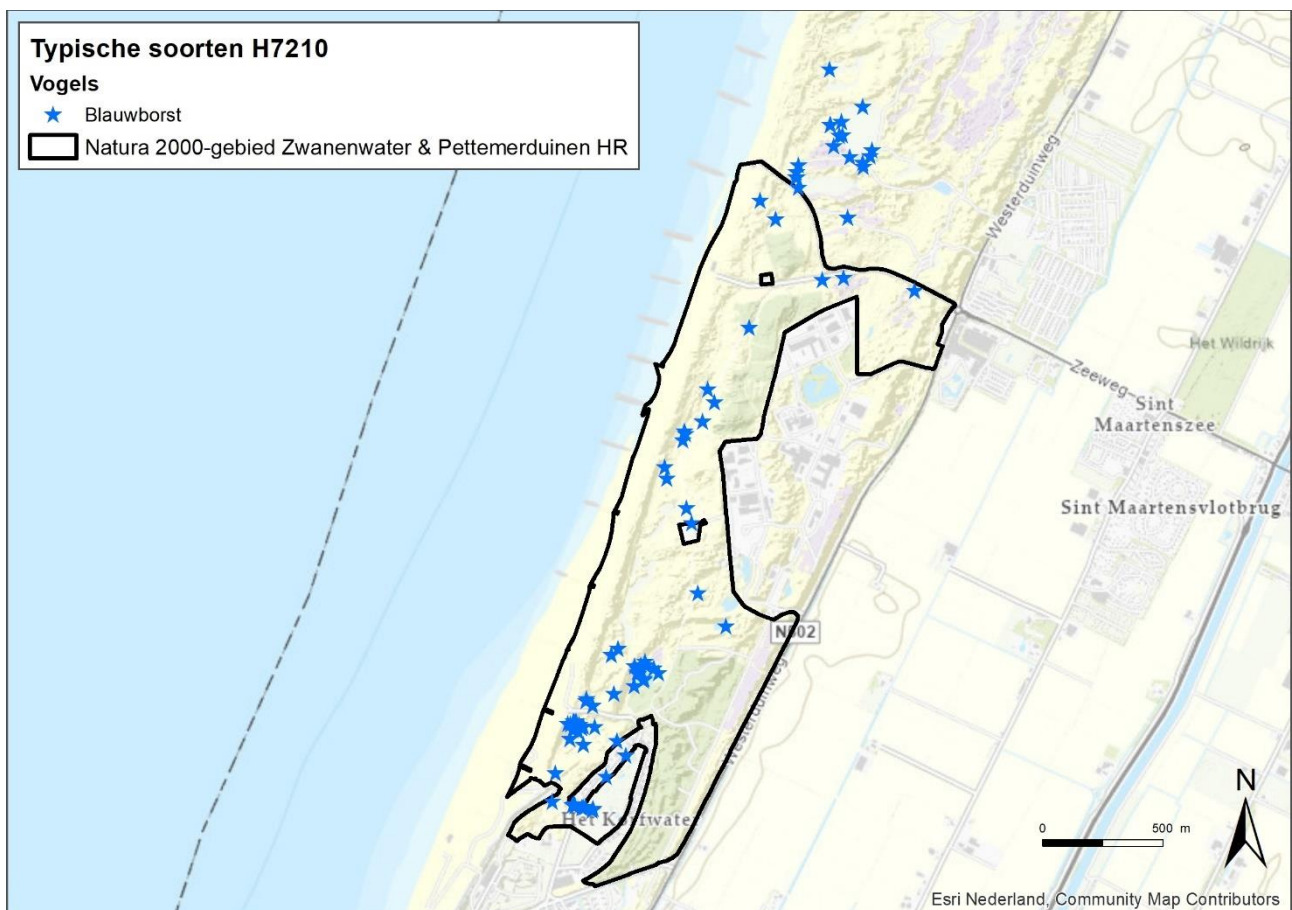 Typische soorten H7210
Vogels
Blauwborst
Natura 2000-gebied Zwanenwater & Pettemerduinen HR
Westerduinweg
Het Wildrijk
Zeeweg
Sint
Maartenszee
Sint Maartensvlotbrug
N502
Westerduinweg
Het Korfwater
N
0 500 m
Esri Nederland, Community Map Contributors